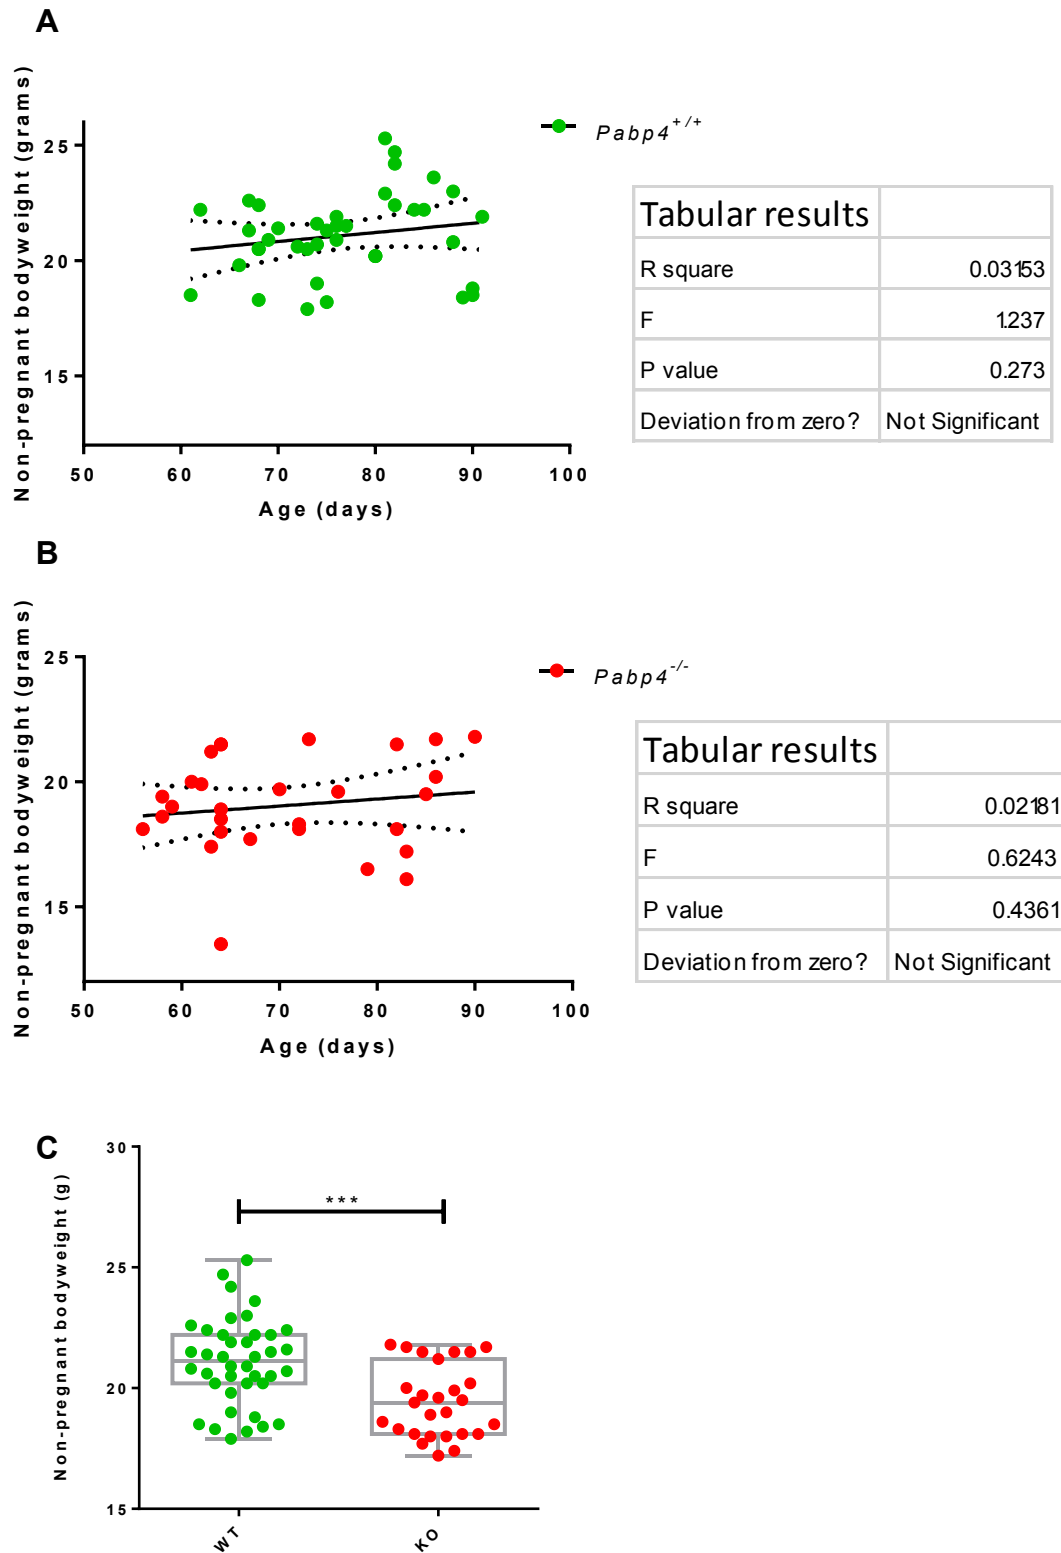 A
Non-pregnant bodyweight (grams)
25
20
15
50 60 70 80 90 100
Age (days)
Pabp4+/+
Tabular results
R square 0.03153
F 1.237
P value 0.273
Deviation from zero? Not Significant
B
Non-pregnant bodyweight (grams)
25
20
15
50 60 70 80 90 100
Age (days)
Pabp4-/-
Tabular results
R square 0.02181
F 0.6243
P value 0.4361
Deviation from zero? Not Significant
C
Non-pregnant bodyweight (g)
30
25
20
15
***
WT KO